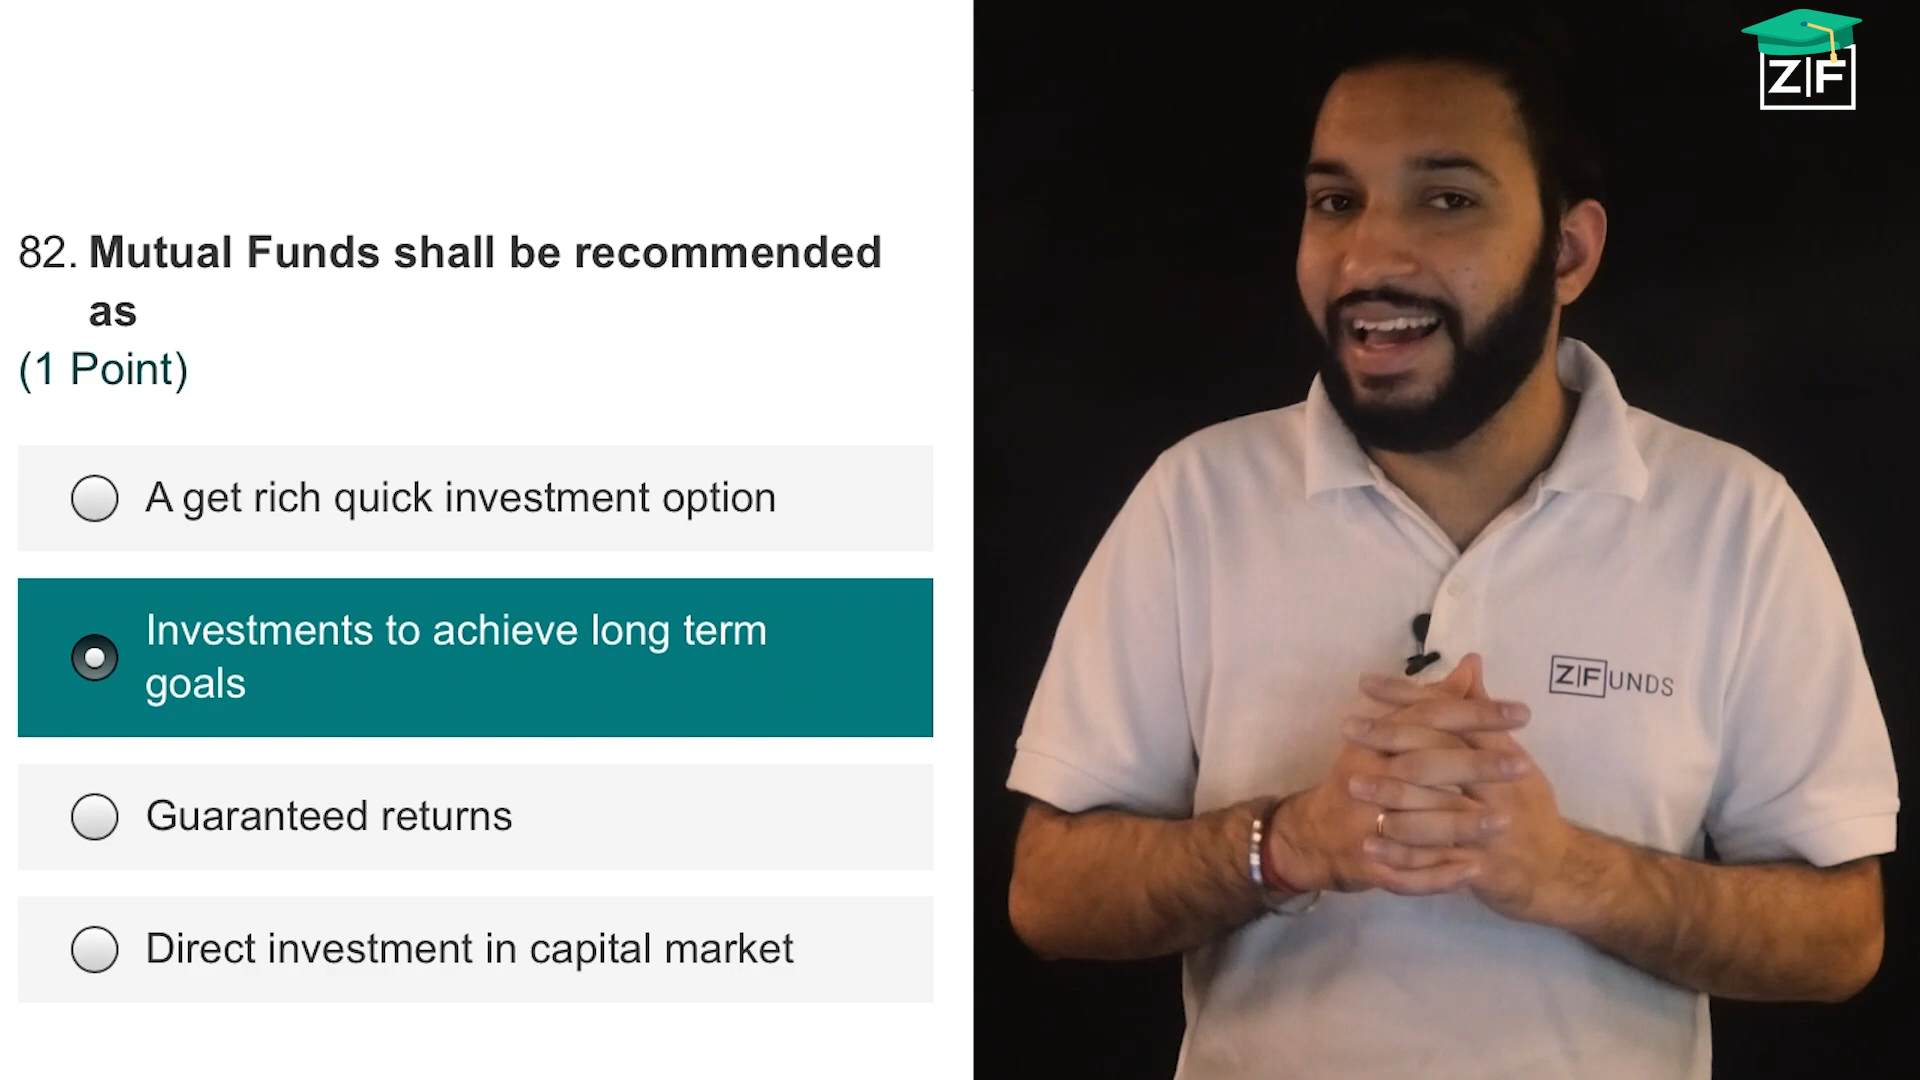 82. Mutual Funds shall be recommended
as
(1 Point)
A get rich quick investment option
Investments to achieve long term
goals
Guaranteed returns
Direct investment in capital market
Z|F
Z|FUNDS